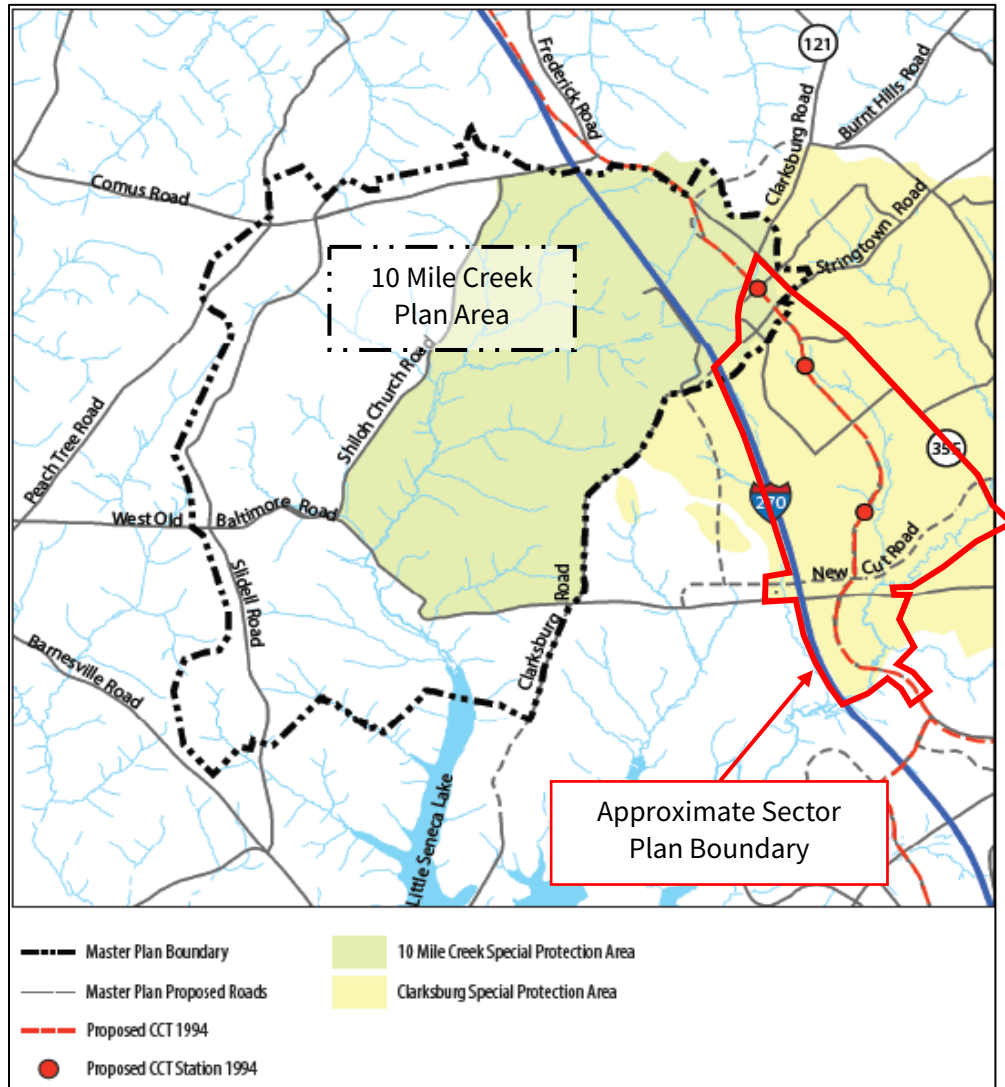 121
Frederick Road
Burnt Hills Road
Clarksburg Road
Comus Road
Stringtown Road
10 Mile Creek
Plan Area
Shiloh Church Road
Peach Tree Road
355
270
West Old Baltimore Road
New Cut Road
Slidell Road
Clarksburg Road
Barnesville Road
Little Seneca Lake
Approximate Sector
Plan Boundary
Master Plan Boundary
10 Mile Creek Special Protection Area
Master Plan Proposed Roads
Clarksburg Special Protection Area
Proposed CCT 1994
Proposed CCT Station 1994